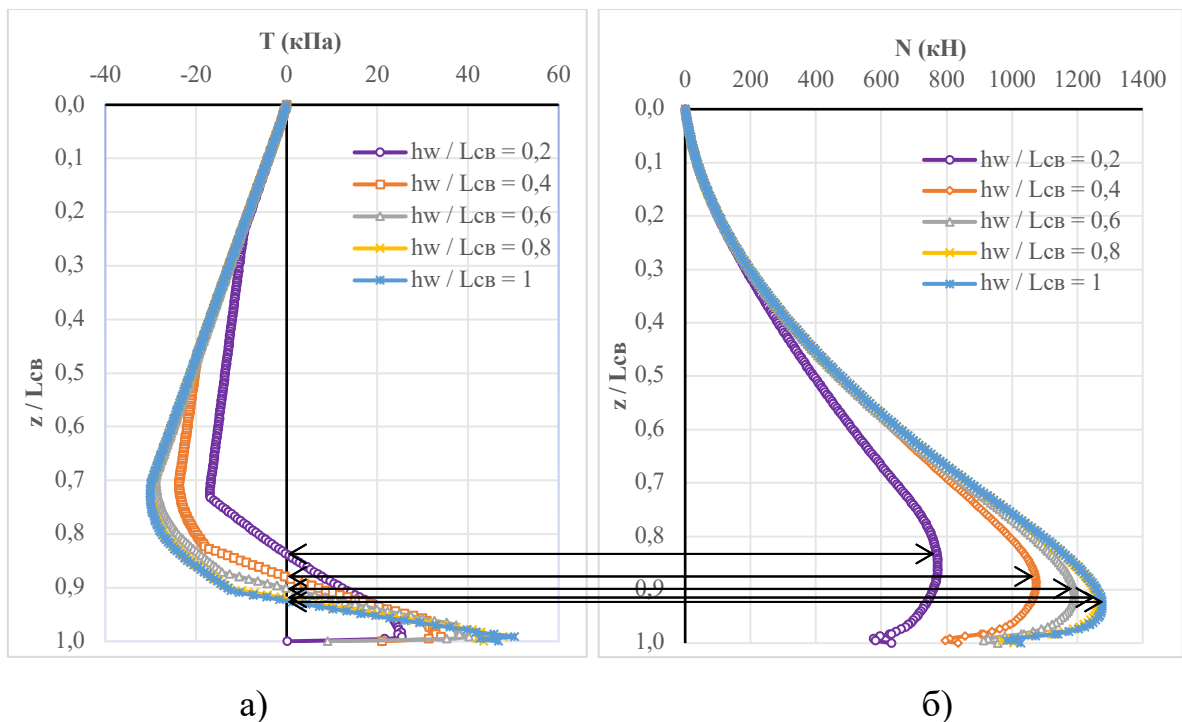 T (кПа)
-40 -20 0 20 40 60
0,0
0,1
0,2
0,3
0,4
0,5
0,6
0,7
0,8
0,9
1,0
z / Lсв
hw / Lсв = 0,2
hw / Lсв = 0,4
hw / Lсв = 0,6
hw / Lсв = 0,8
hw / Lсв = 1
а)
N (кН)
0 200 400 600 800 1000 1200 1400
0,0
0,1
0,2
0,3
0,4
0,5
0,6
0,7
0,8
0,9
1,0
z / Lсв
hw / Lсв = 0,2
hw / Lсв = 0,4
hw / Lсв = 0,6
hw / Lсв = 0,8
hw / Lсв = 1
б)